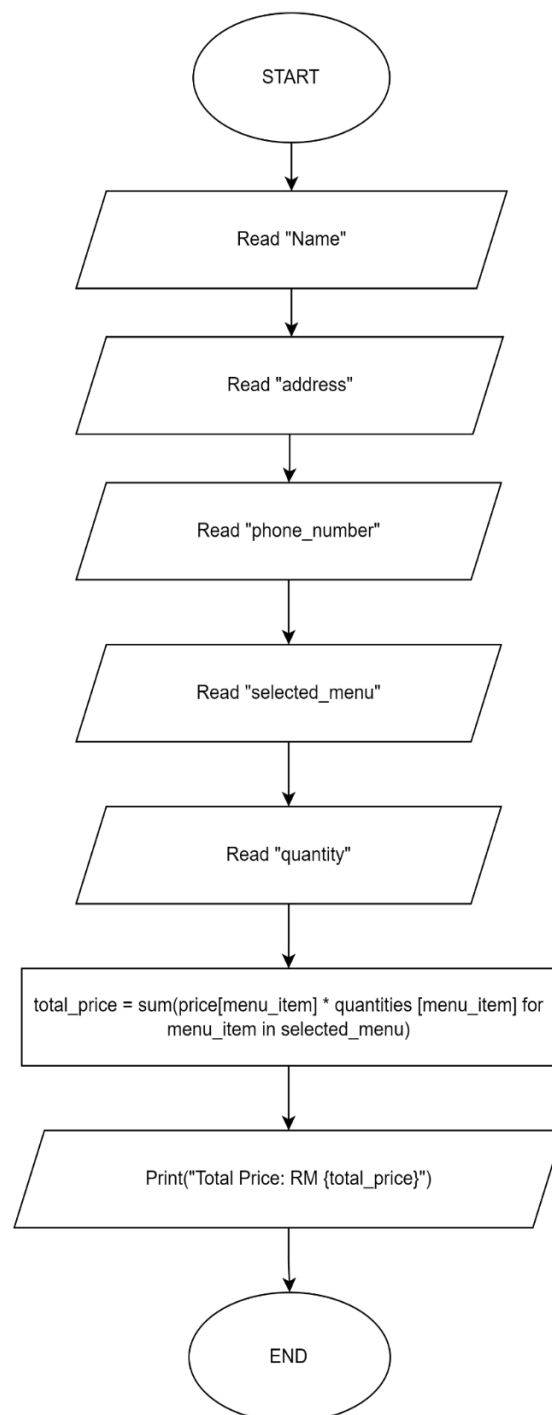 START
Read "Name"
Read "address"
Read "phone_number"
Read "selected_menu"
Read "quantity"
total_price = sum(price[menu_item] * quantities [menu_item] for
menu_item in selected_menu)
Print("Total Price: RM {total_price}")
END